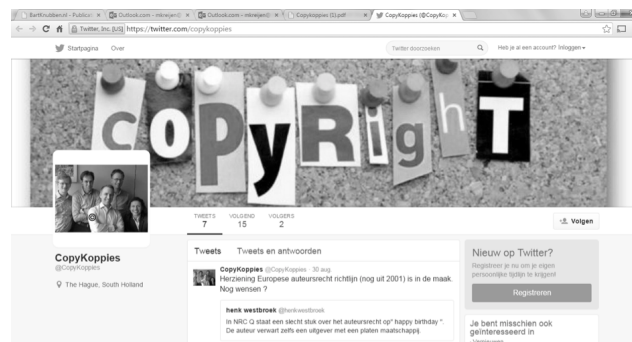 BartKnubben.nl - Publicat
Outlook.com - mkreijen@
Outlook.com - mkreijen@
Copykoppies (1).pdf
CopyKoppies (@CopyKop
Twitter, Inc. [US] https://twitter.com/copykoppies
Startpagina Over
Twitter doorzoeken
Heb je al een account? Inloggen
COPYRIGHT
TWEETS VOLGEND VOLGERS
7 15 2
Volgen
CopyKoppies
@CopyKoppies
The Hague, South Holland
Tweets Tweets en antwoorden
CopyKoppies @CopyKoppies · 30 aug.
Herziening Europese auteursrecht richtlijn (nog uit 2001) is in de maak.
Nog wensen ?
henk westbroek @henkwestbroek
In NRC Q staat een slecht stuk over het auteursrecht op" happy birthday ".
De auteur verwart zelfs een uitgever met een platen maatschappij.
Nieuw op Twitter?
Registreer je nu om je eigen
persoonlijke tijdlijn te krijgen!
Registreren
Je bent misschien ook
geïnteresseerd in
Vernieuwen